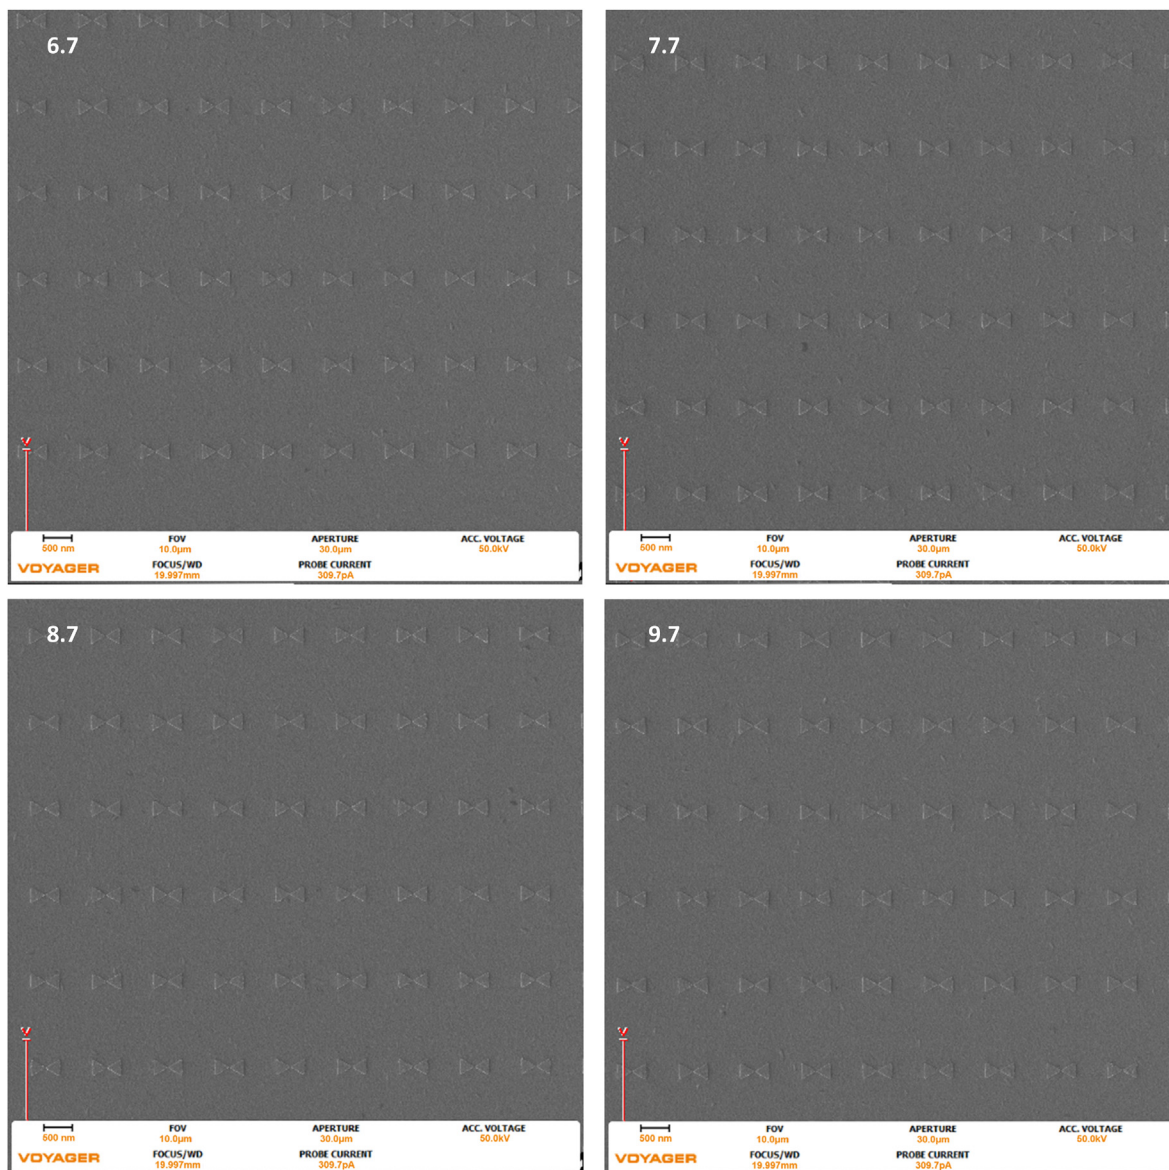 6.7
500 nm
FOV
10.0µm
APERTURE
30.0µm
ACC. VOLTAGE
50.0kV
VOYAGER
FOCUS/WD
19.997mm
PROBE CURRENT
309.7pA
7.7
500 nm
FOV
10.0µm
APERTURE
30.0µm
ACC. VOLTAGE
50.0kV
VOYAGER
FOCUS/WD
19.997mm
PROBE CURRENT
309.7pA
8.7
500 nm
FOV
10.0µm
APERTURE
30.0µm
ACC. VOLTAGE
50.0kV
VOYAGER
FOCUS/WD
19.997mm
PROBE CURRENT
309.7pA
9.7
500 nm
FOV
10.0µm
APERTURE
30.0µm
ACC. VOLTAGE
50.0kV
VOYAGER
FOCUS/WD
19.997mm
PROBE CURRENT
309.7pA